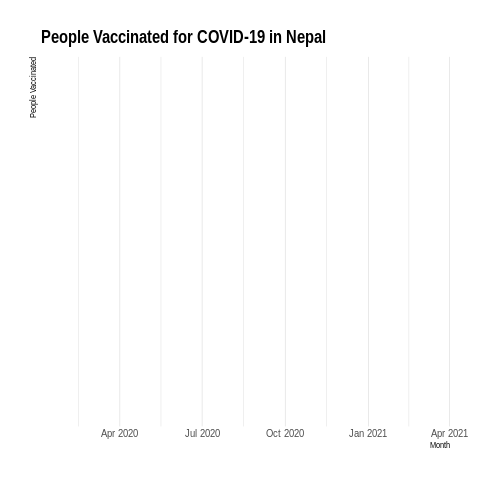 People Vaccinated for COVID-19 in Nepal
People Vaccinated
Apr 2020 Jul 2020 Oct 2020 Jan 2021 Apr 2021
Month